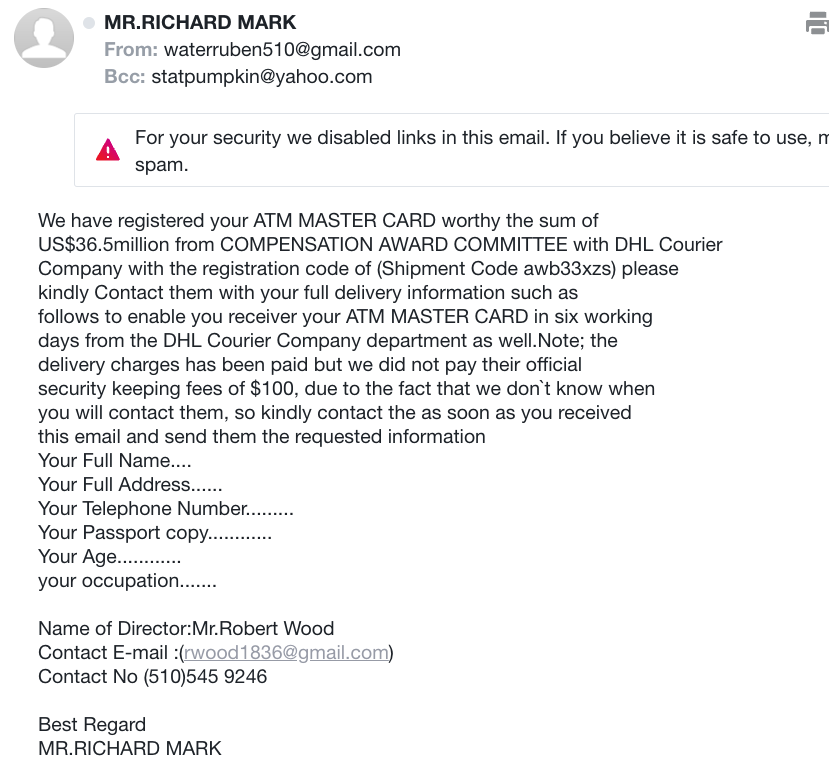 MR.RICHARD MARK
From: waterruben510@gmail.com
Bcc: statpumpkin@yahoo.com
For your security we disabled links in this email. If you believe it is safe to use,
spam.
We have registered your ATM MASTER CARD worthy the sum of
US$36.5million from COMPENSATION AWARD COMMITTEE with DHL Courier
Company with the registration code of (Shipment Code awb33xzs) please
kindly Contact them with your full delivery information such as
follows to enable you receiver your ATM MASTER CARD in six working
days from the DHL Courier Company department as well.Note; the
delivery charges has been paid but we did not pay their official
security keeping fees of $100, due to the fact that we don`t know when
you will contact them, so kindly contact the as soon as you received
this email and send them the requested information
Your Full Name....
Your Full Address......
Your Telephone Number.........
Your Passport copy............
Your Age............
your occupation.......
Name of Director:Mr.Robert Wood
Contact E-mail :(rwood1836@gmail.com)
Contact No (510)545 9246
Best Regard
MR.RICHARD MARK